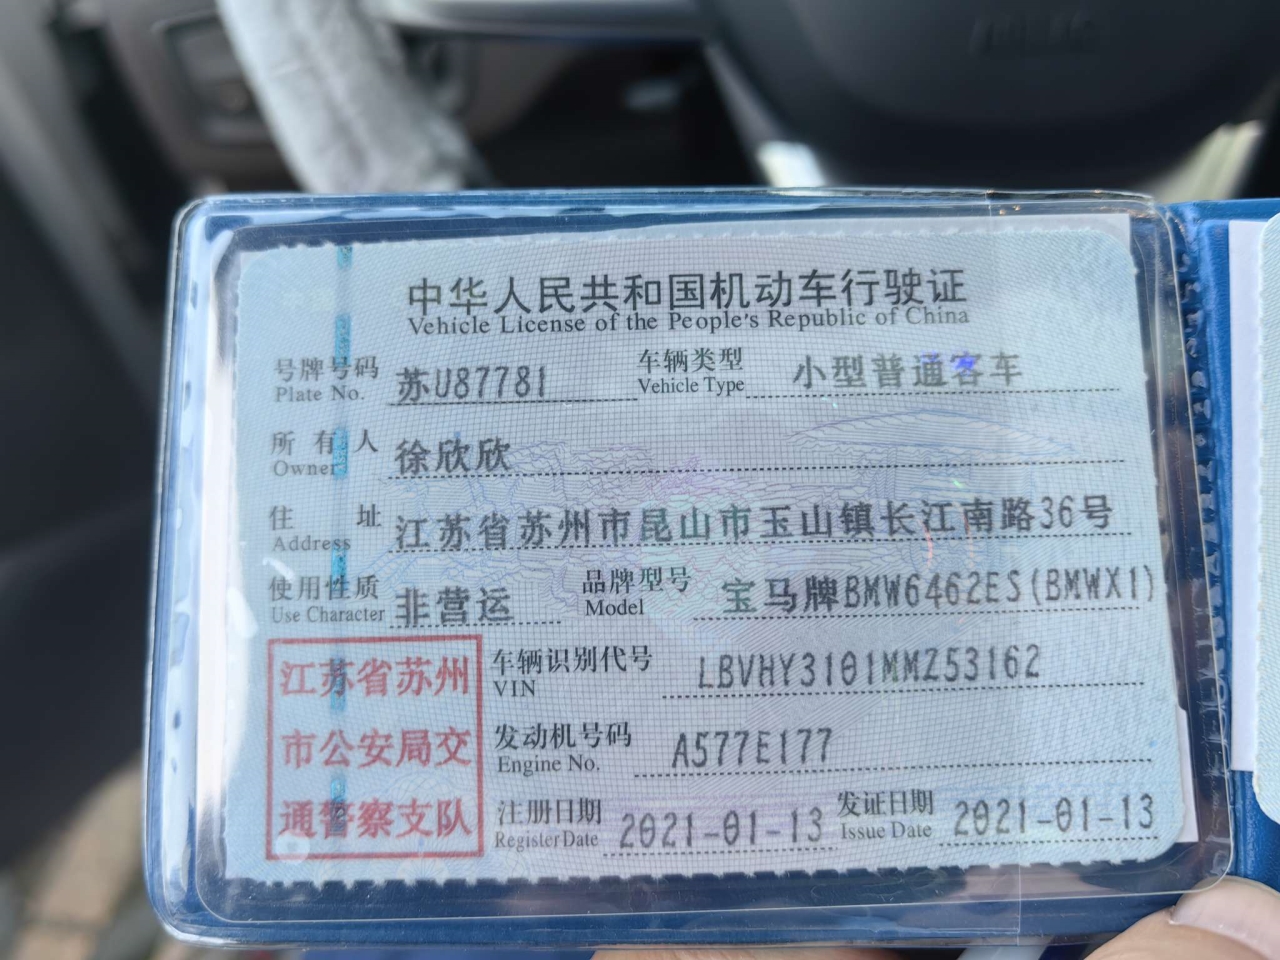 中华人民共和国机动车行驶证
Vehicle License of the People's Republic of China
号牌号码 Plate No. 苏U87781 车辆类型 Vehicle Type 小型普通客车
所有人 Owner 徐欣欣
住址 Address 江苏省苏州市昆山市玉山镇长江南路36号
使用性质 Use Character 非营运 品牌型号 Model 宝马牌BMW6462ES(BMWX1)
车辆识别代号 VIN LBVHY3101MMZ53162
发动机号码 Engine No. A577E177
注册日期 Register Date 2021-01-13 发证日期 Issue Date 2021-01-13
江苏省苏州
市公安局交
通警察支队